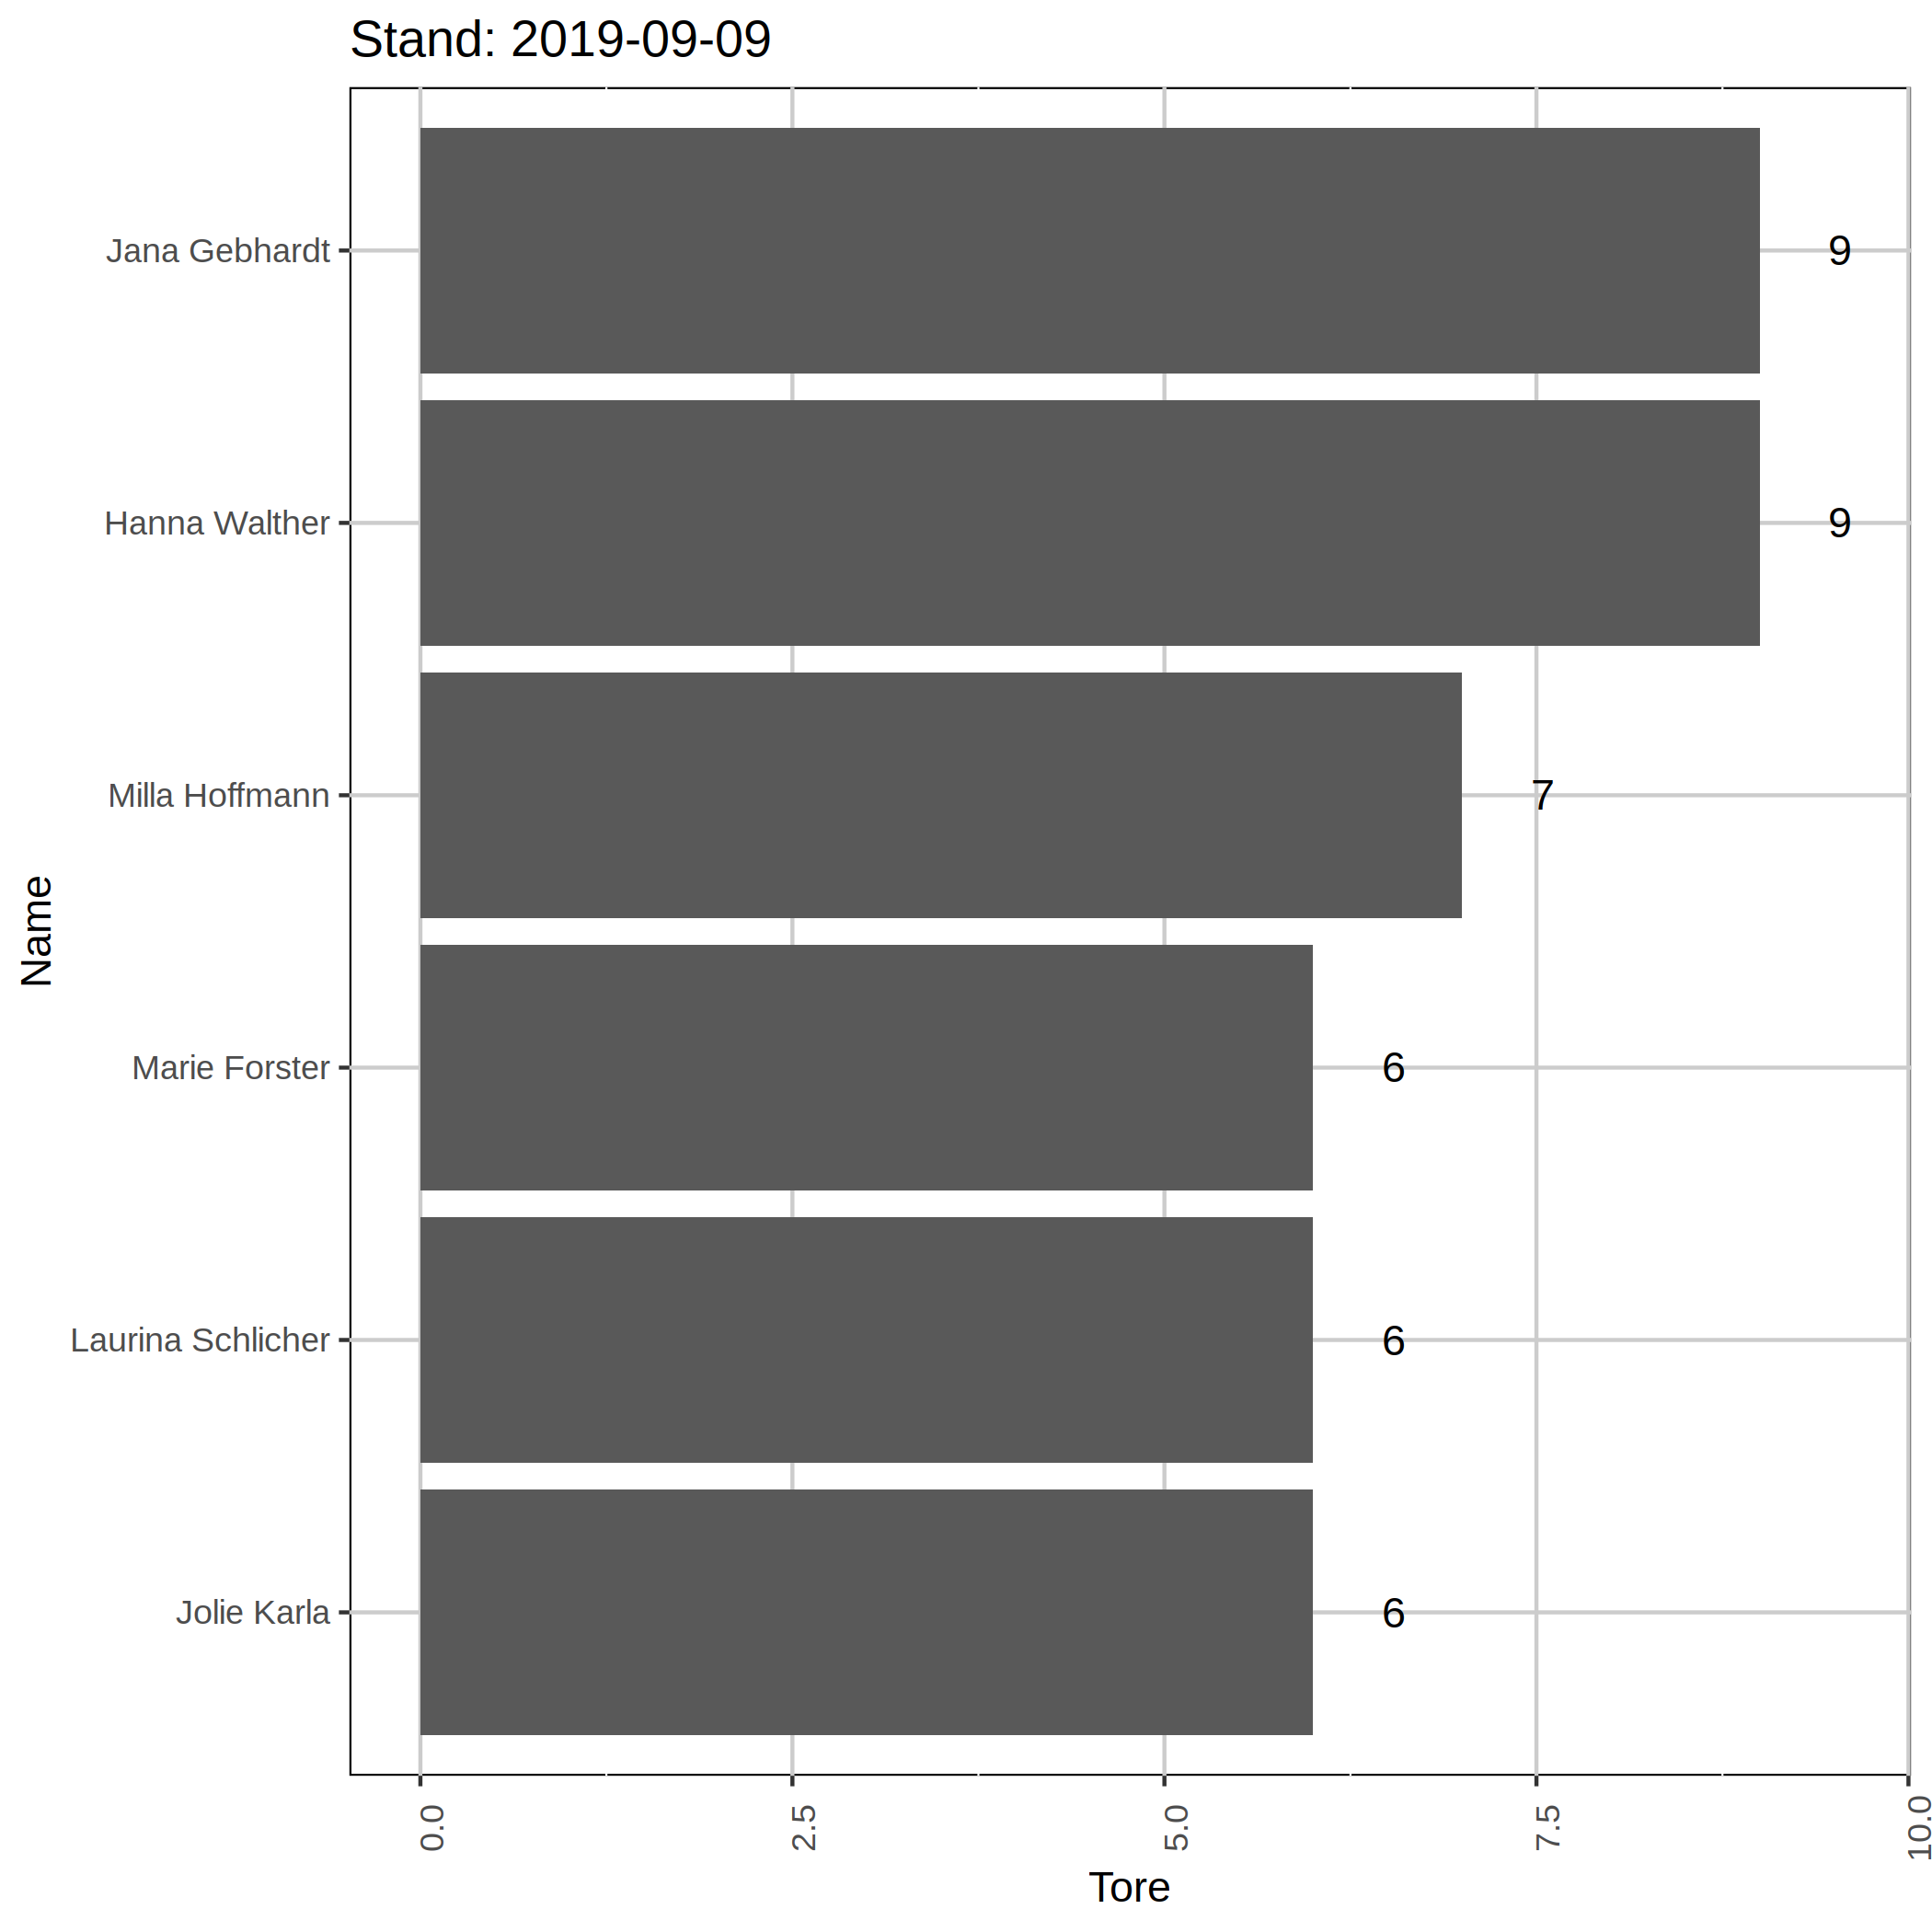 Stand: 2019-09-09
Jana Gebhardt 9
Hanna Walther 9
Milla Hoffmann 7
Name
Marie Forster 6
Laurina Schlicher 6
Jolie Karla 6
0.0 2.5 5.0 7.5 10.0
Tore